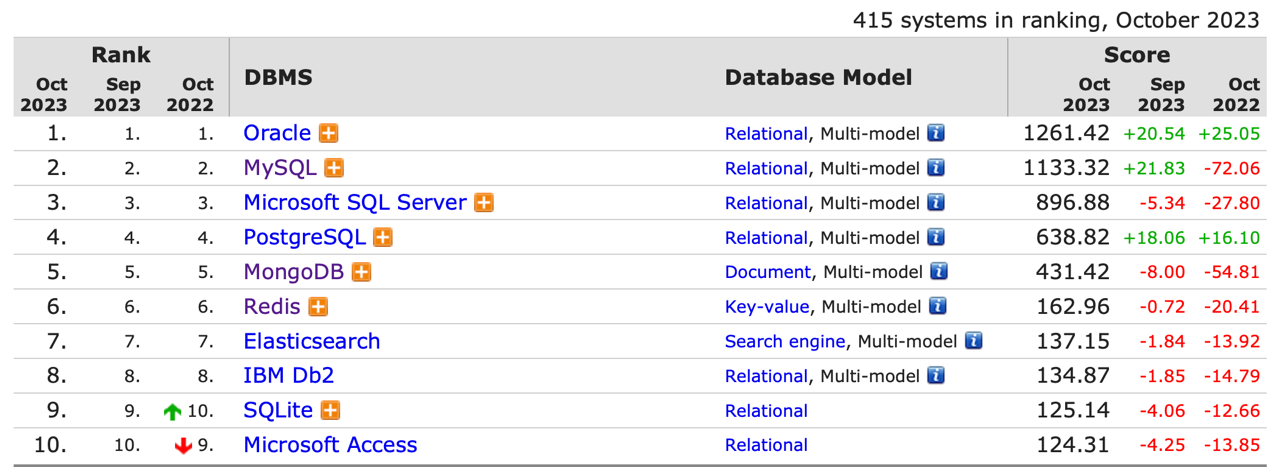 415 systems in ranking, October 2023
Rank DBMS Database Model Score
Oct 2023 Sep 2023 Oct 2022 Oct 2023 Sep 2023 Oct 2022
1. 1. 1. Oracle Relational, Multi-model 1261.42 +20.54 +25.05
2. 2. 2. MySQL Relational, Multi-model 1133.32 +21.83 -72.06
3. 3. 3. Microsoft SQL Server Relational, Multi-model 896.88 -5.34 -27.80
4. 4. 4. PostgreSQL Relational, Multi-model 638.82 +18.06 +16.10
5. 5. 5. MongoDB Document, Multi-model 431.42 -8.00 -54.81
6. 6. 6. Redis Key-value, Multi-model 162.96 -0.72 -20.41
7. 7. 7. Elasticsearch Search engine, Multi-model 137.15 -1.84 -13.92
8. 8. 8. IBM Db2 Relational, Multi-model 134.87 -1.85 -14.79
9. 9. 10. SQLite Relational 125.14 -4.06 -12.66
10. 10. 9. Microsoft Access Relational 124.31 -4.25 -13.85